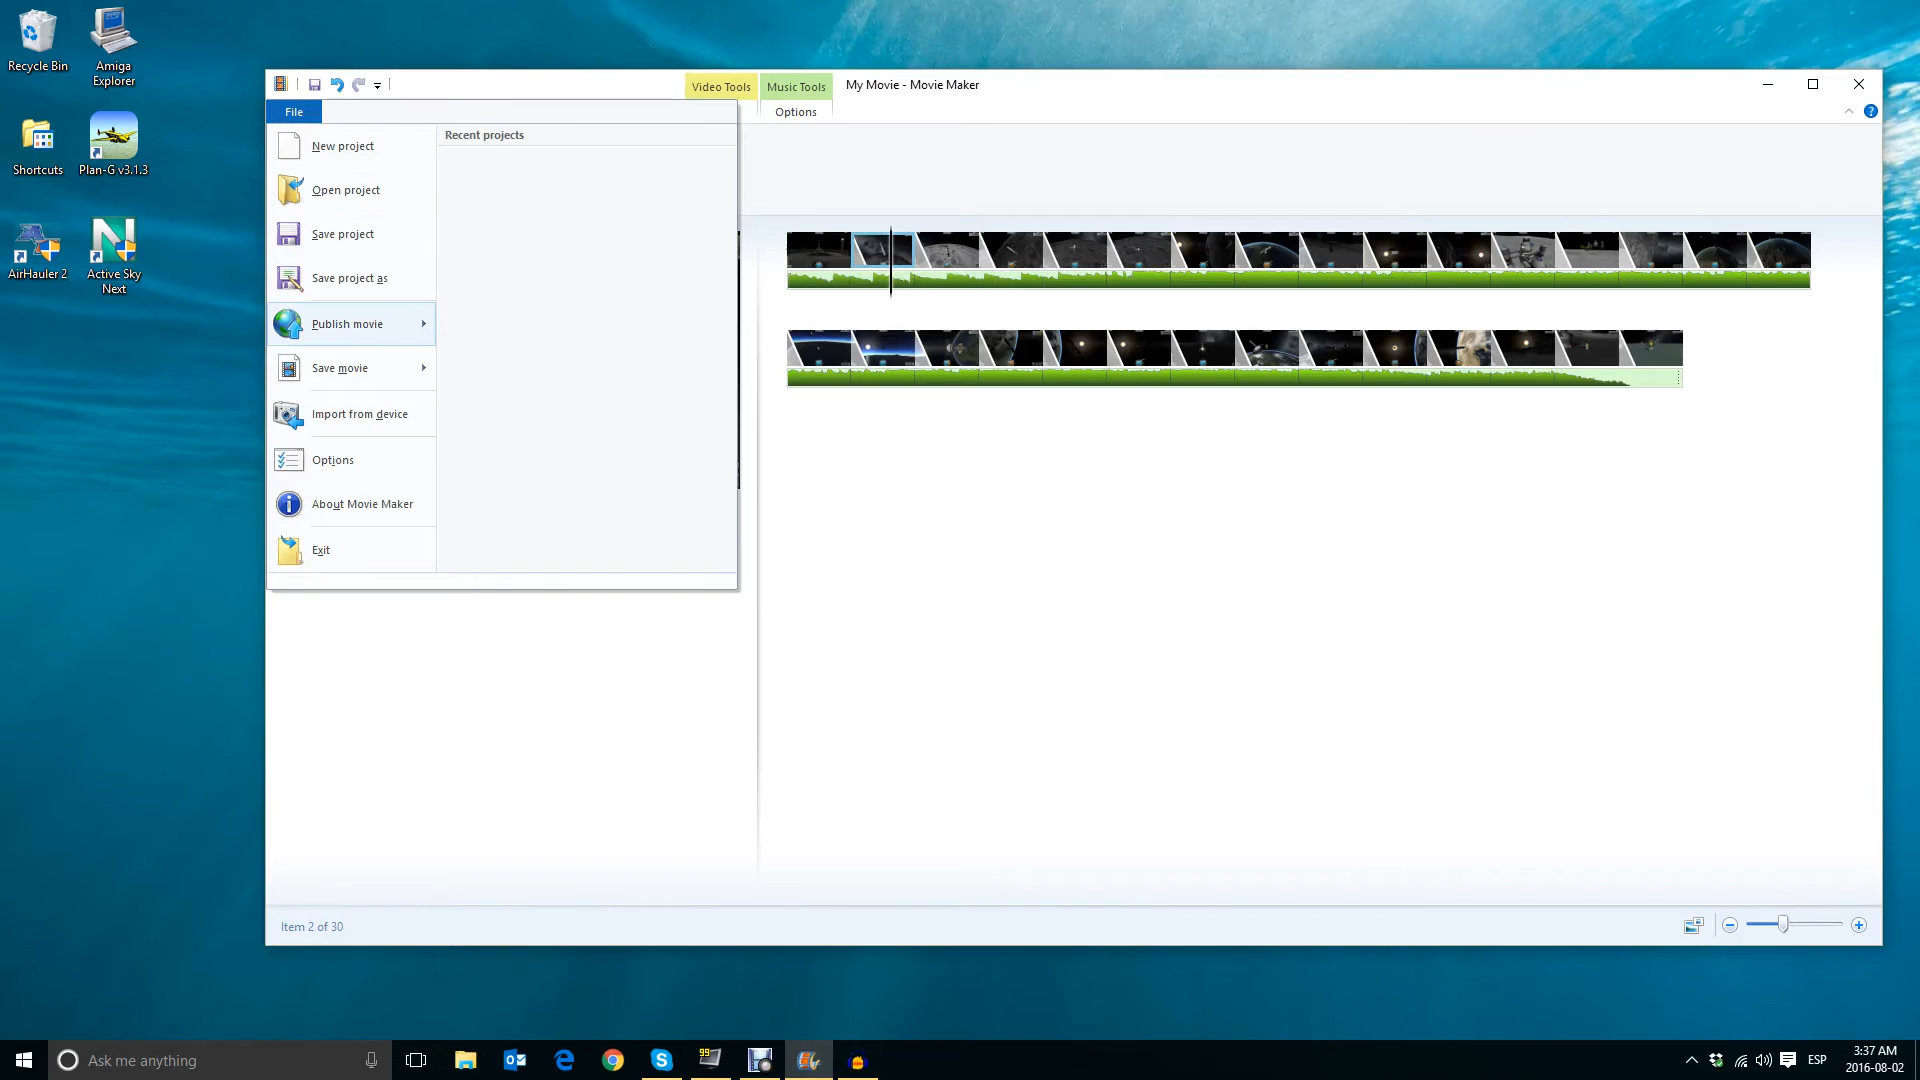 Recycle Bin
Amiga
Explorer
Shortcuts
Plan-G v3.1.3
AirHauler 2
Active Sky
Next
Video Tools
Music Tools
My Movie - Movie Maker
File
Options
New project
Open project
Save project
Save project as
Publish movie
Save movie
Import from device
Options
About Movie Maker
Exit
Recent projects
Item 2 of 30
Ask me anything
99
ESP
3:37 AM
2016-08-02